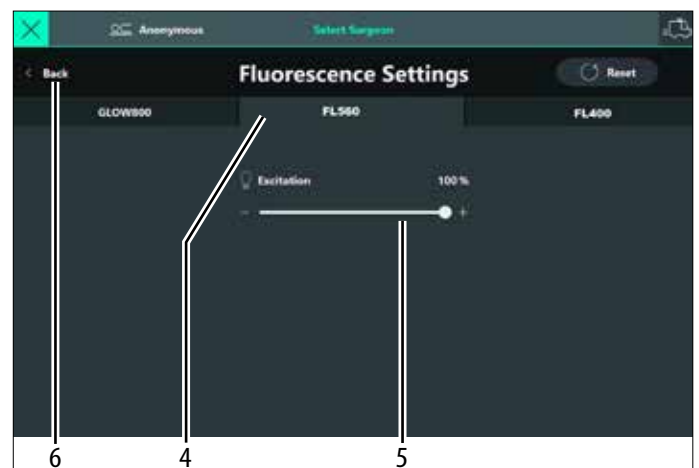 Anonymous Select Surgeon
< Back Fluorescence Settings Reset
GLOW800 FL560 FL400
Excitation 100%
- +
6 4 5